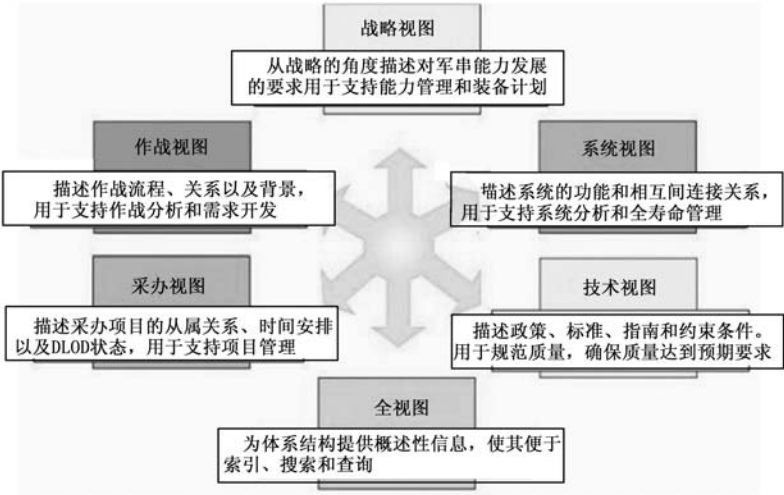 战略视图
从战略的角度描述对军串能力发展
的要求用于支持能力管理和装备计划
作战视图
描述作战流程、关系以及背景，
用于支持作战分析和需求开发
系统视图
描述系统的功能和相互间连接关系，
用于支持系统分析和全寿命管理
采办视图
描述采办项目的从属关系、时间安排
以及DLOD状态，用于支持项目管理
技术视图
描述政策、标准、指南和约束条件。
用于规范质量，确保质量达到预期要求
全视图
为体系结构提供概述性信息，使其便于
索引、搜索和查询